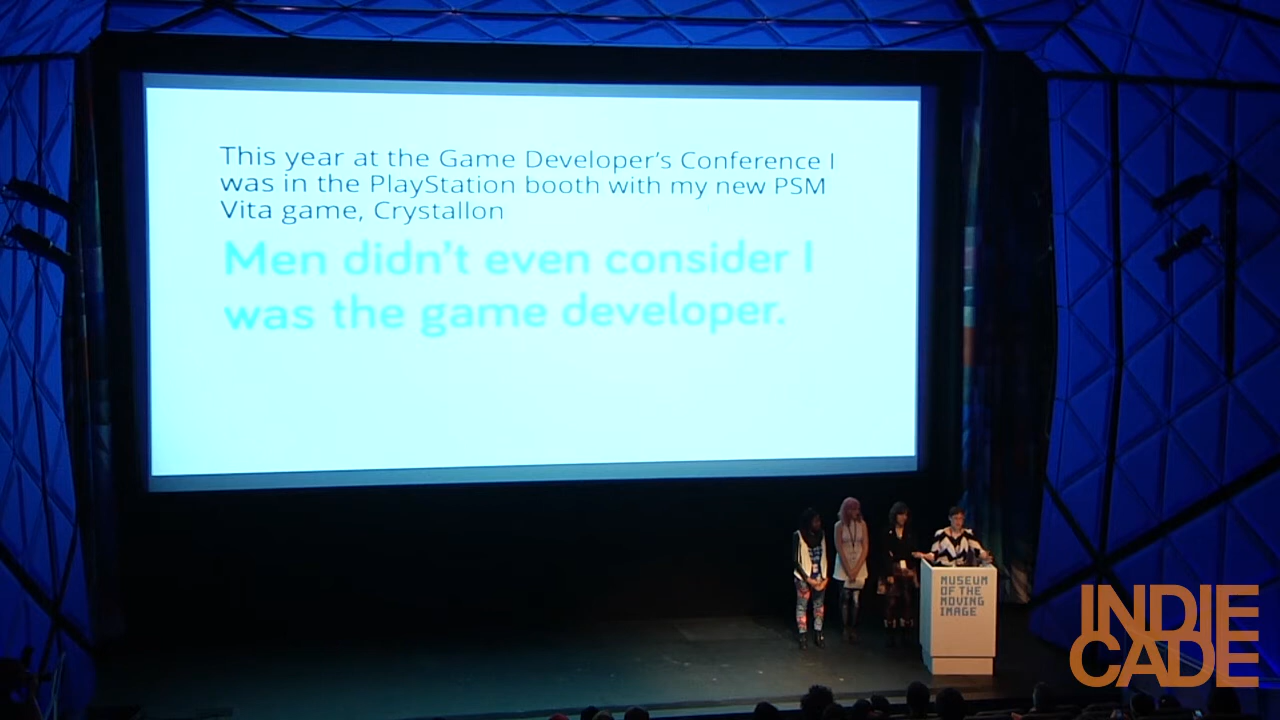 This year at the Game Developer's Conference I
was in the PlayStation booth with my new PSM
Vita game, Crystallon
Men didn't even consider I
was the game developer.
MUSEUM
OF THE
MOVING
IMAGE
INDIE
CADE